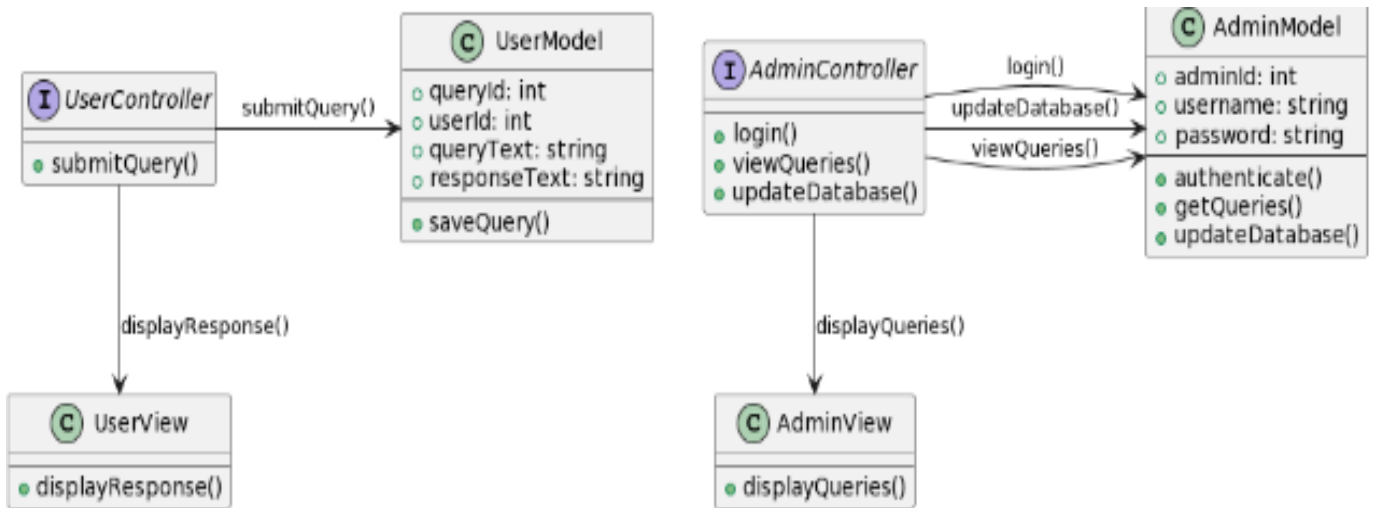 I UserController
submitQuery()
submitQuery()
C UserModel
queryId: int
userId: int
queryText: string
responseText: string
saveQuery()
displayResponse()
C UserView
displayResponse()
I AdminController
login()
viewQueries()
updateDatabase()
login()
updateDatabase()
viewQueries()
C AdminModel
adminId: int
username: string
password: string
authenticate()
getQueries()
updateDatabase()
displayQueries()
C AdminView
displayQueries()